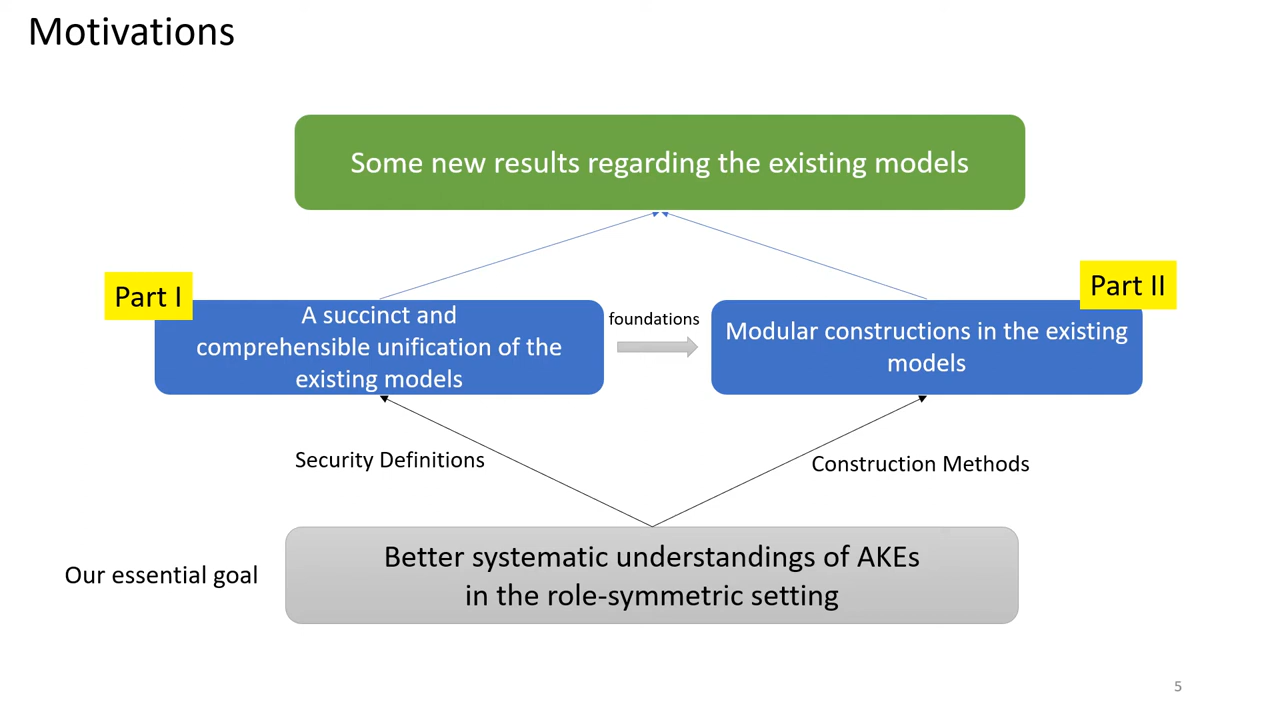 Motivations
Some new results regarding the existing models
Part I
Part II
A succinct and
comprehensible unification of the
existing models
foundations
Modular constructions in the existing
models
Security Definitions
Construction Methods
Our essential goal
Better systematic understandings of AKEs
in the role-symmetric setting
5